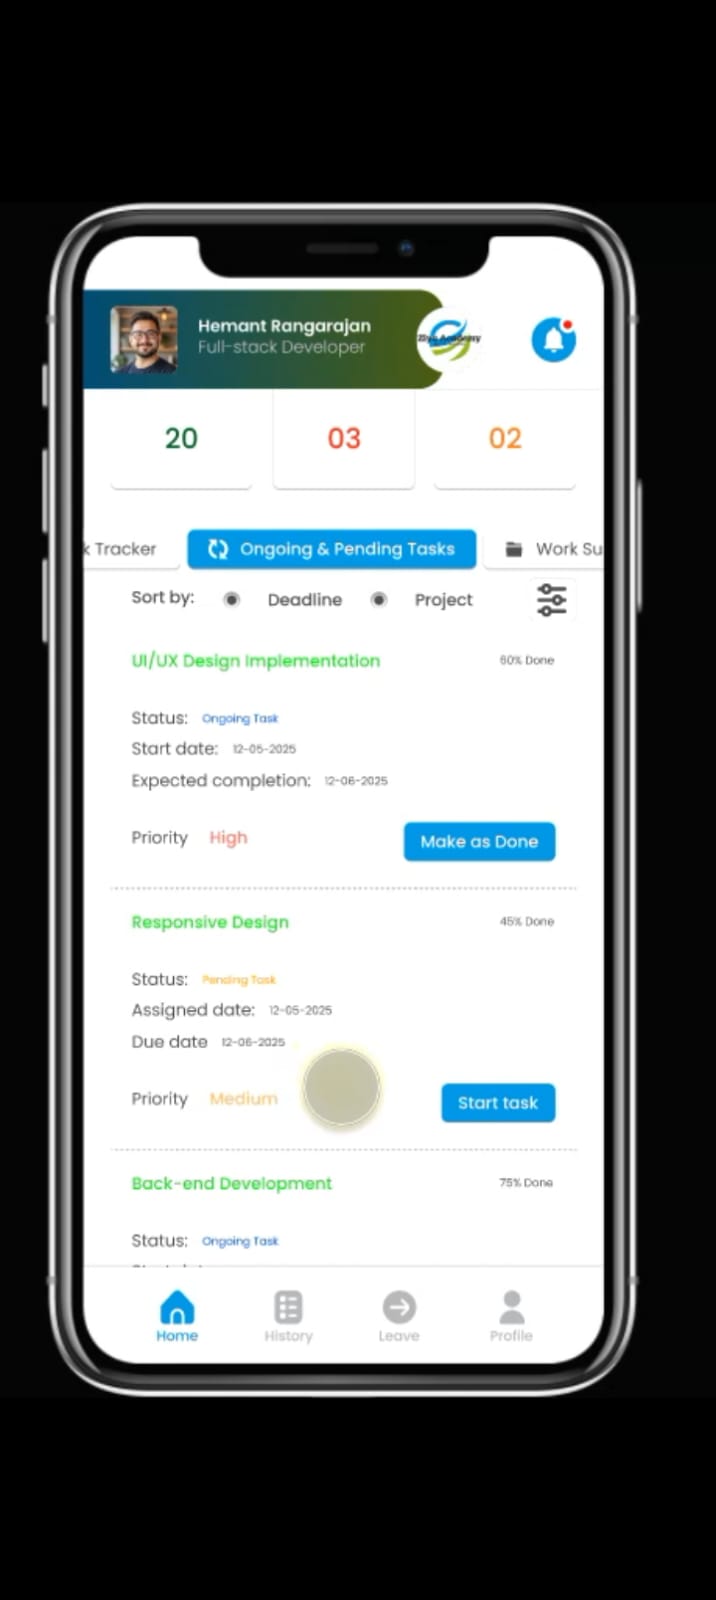 Hemant Rangarajan
Full-stack Developer
Ziya Academy
20 03 02
k Tracker Ongoing & Pending Tasks Work Su
Sort by: Deadline Project
UI/UX Design Implementation 60% Done
Status: Ongoing Task
Start date: 12-05-2025
Expected completion: 12-06-2025
Priority High Make as Done
Responsive Design 45% Done
Status: Pending Task
Assigned date: 12-05-2025
Due date 12-06-2025
Priority Medium Start task
Back-end Development 75% Done
Status: Ongoing Task
Home History Leave Profile